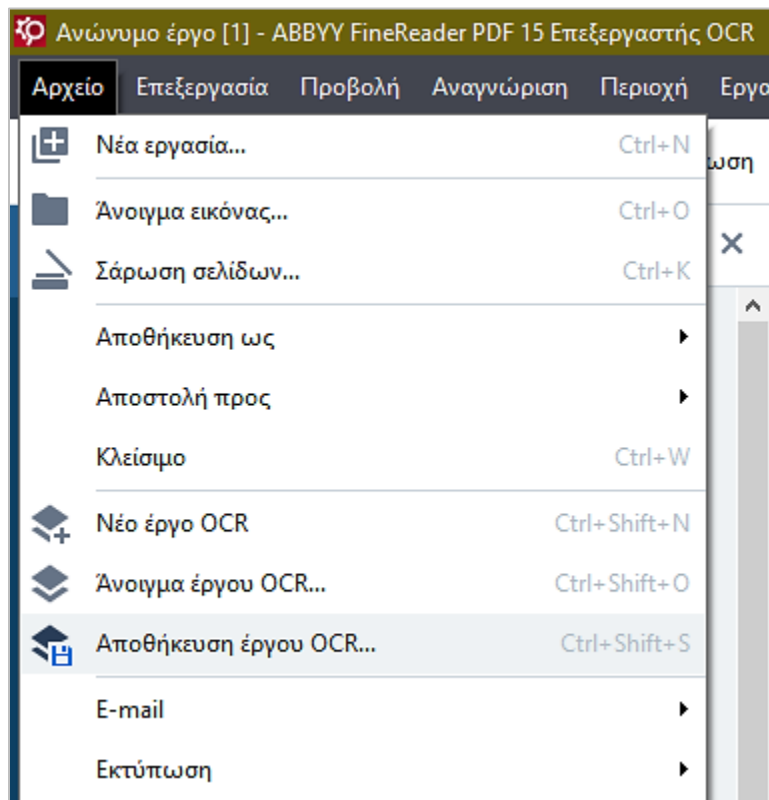 Ανώνυμο έργο [1] - ABBYY FineReader PDF 15 Επεξεργαστής OCR
Αρχείο Επεξεργασία Προβολή Αναγνώριση Περιοχή Εργα
Νέα εργασία... Ctrl+N
ωση
Άνοιγμα εικόνας... Ctrl+O
Σάρωση σελίδων... Ctrl+K
Αποθήκευση ως
Αποστολή προς
Κλείσιμο Ctrl+W
Νέο έργο OCR Ctrl+Shift+N
Άνοιγμα έργου OCR... Ctrl+Shift+O
Αποθήκευση έργου OCR... Ctrl+Shift+S
E-mail
Εκτύπωση